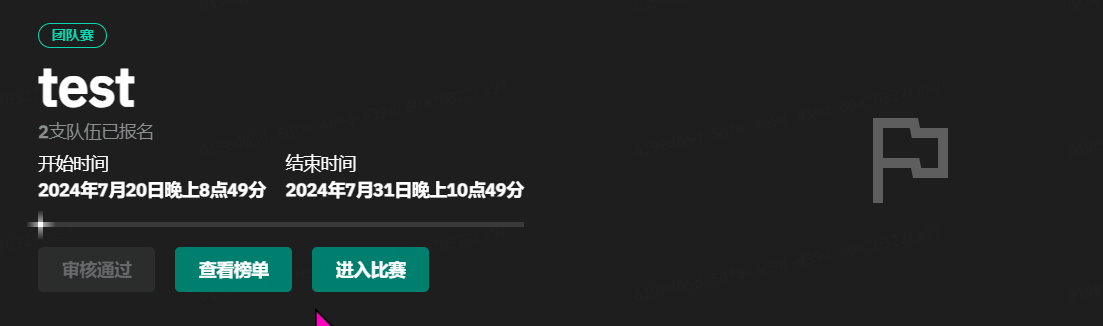 团队赛
test
2支队伍已报名
开始时间 结束时间
2024年7月20日晚上8点49分 2024年7月31日晚上10点49分
审核通过 查看榜单 进入比赛